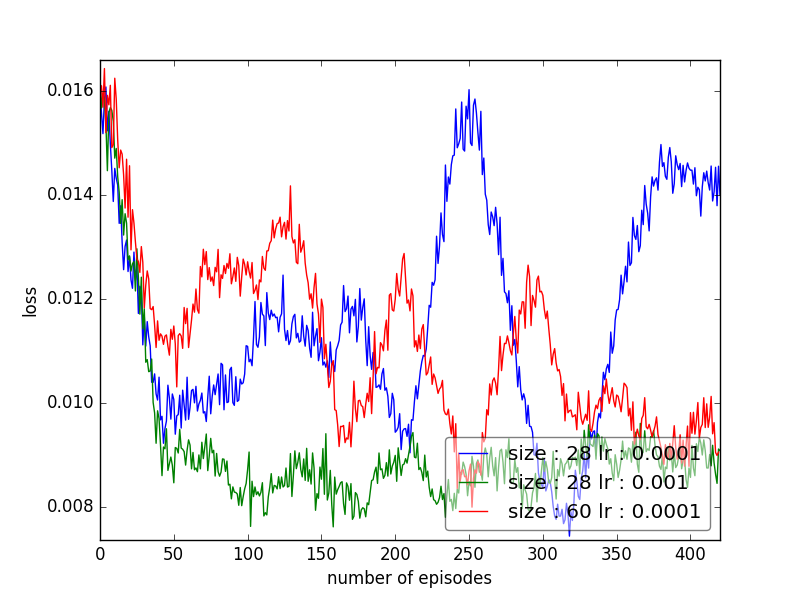 0.016
0.014
0.012
0.010
0.008
loss
size : 28 lr : 0.0001
size : 28 lr : 0.001
size : 60 lr : 0.0001
0 50 100 150 200 250 300 350 400
number of episodes